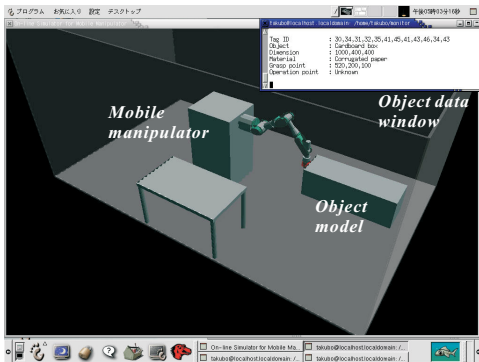 プログラム お気に入り 設定 デスクトップ
午後05時03分16秒
takubo@localhost.localdomain: /home/takubo/monitor
Tag ID : 30,34,31,32,35,41,45,41,43,46,34,43
Object : Cardboard box
Dimension : 1000,400,400
Material : Corrugated paper
Grasp point : 520,200,100
Operation point : Unknown
Object data
window
Mobile
manipulator
Object
model
On-line Simulator for Mobile Ma...
takubo@localhost.localdomain: /...
takubo@localhost.localdomain: /...
takubo@localhost.localdomain: /...